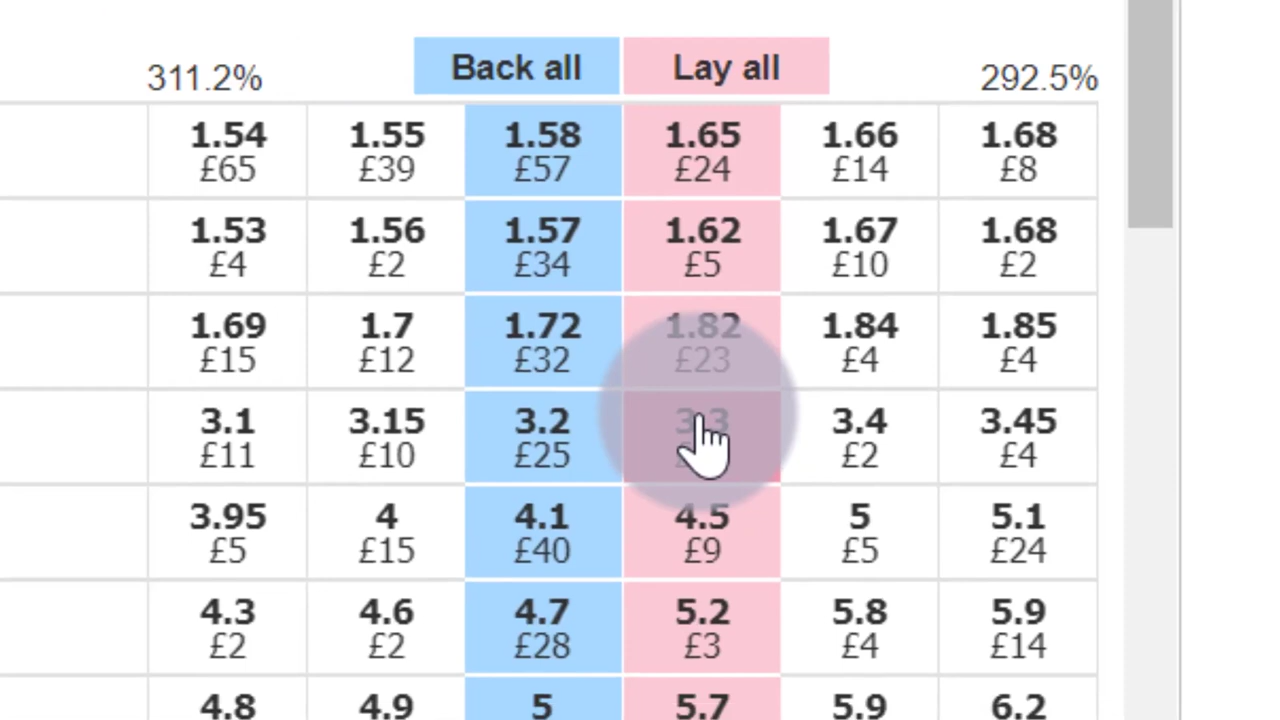 311.2% Back all Lay all 292.5%
1.54 1.55 1.58 1.65 1.66 1.68
£65 £39 £57 £24 £14 £8
1.53 1.56 1.57 1.62 1.67 1.68
£4 £2 £34 £5 £10 £2
1.69 1.7 1.72 1.82 1.84 1.85
£15 £12 £32 £23 £4 £4
3.1 3.15 3.2 3.3 3.4 3.45
£11 £10 £25 £2 £4
3.95 4 4.1 4.5 5 5.1
£5 £15 £40 £9 £5 £24
4.3 4.6 4.7 5.2 5.8 5.9
£2 £2 £28 £3 £4 £14
4.8 4.9 5 5.7 5.9 6.2